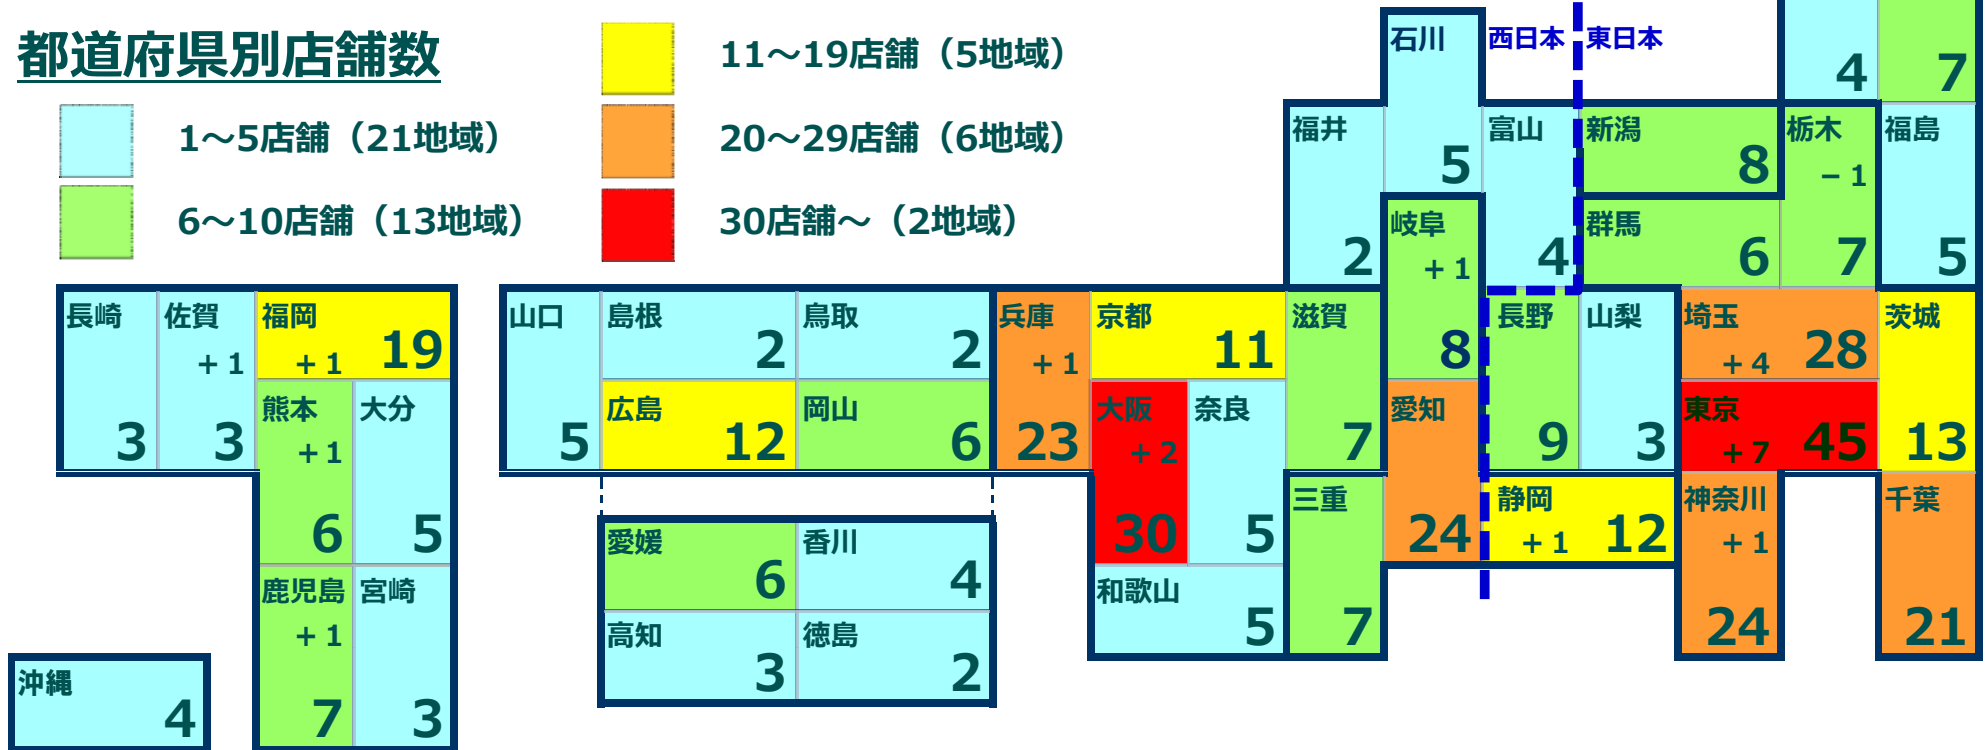 都道府県別店舗数
1～5店舗（21地域）
6～10店舗（13地域）
11～19店舗（5地域）
20～29店舗（6地域）
30店舗～（2地域）
西日本
東日本
4
7
石川
5
福井
2
富山
4
新潟
8
栃木
－1
7
福島
5
岐阜
+1
8
群馬
6
長崎
3
佐賀
+1
3
福岡
+1 19
熊本
+1
6
大分
5
鹿児島
+1
7
宮崎
3
沖縄
4
山口
5
島根
2
鳥取
2
広島
12
岡山
6
兵庫
+1
23
京都
11
大阪
+2
30
奈良
5
和歌山
5
滋賀
7
三重
7
愛知
24
愛媛
6
香川
4
高知
3
徳島
2
長野
9
山梨
3
静岡
+1 12
埼玉
+4 28
東京
+7 45
神奈川
+1
24
茨城
13
千葉
21